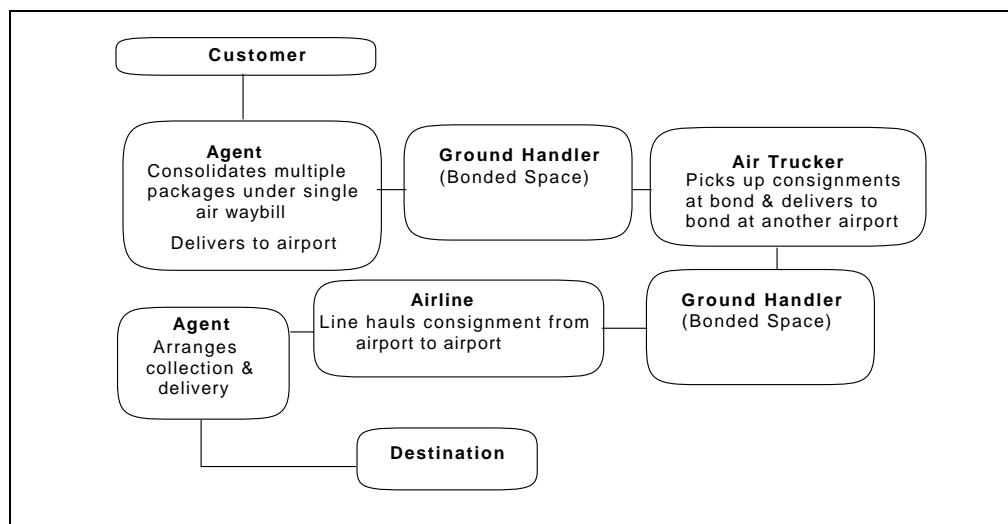 Customer
Agent
Consolidates multiple
packages under single
air waybill
Delivers to airport
Ground Handler
(Bonded Space)
Air Trucker
Picks up consignments
at bond & delivers to
bond at another airport
Ground Handler
(Bonded Space)
Airline
Line hauls consignment from
airport to airport
Agent
Arranges
collection &
delivery
Destination